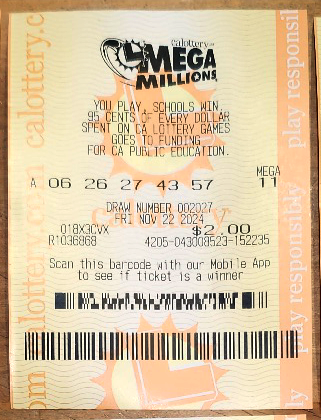 calottery.c
calottery
MEGA
MILLIONS
play responsibly
YOU PLAY. SCHOOLS WIN.
95 CENTS OF EVERY DOLLAR
SPENT ON CA LOTTERY GAMES
GOES TO FUNDING
FOR CA PUBLIC EDUCATION.
MEGA
A 06 26 27 43 57 11
DRAW NUMBER 002027
FRI NOV 22 2024
018X3CVX $2.00
R1036868 4205-043008523-152235
Scan this barcode with our Mobile App
to see if ticket is a winner
play responsibly